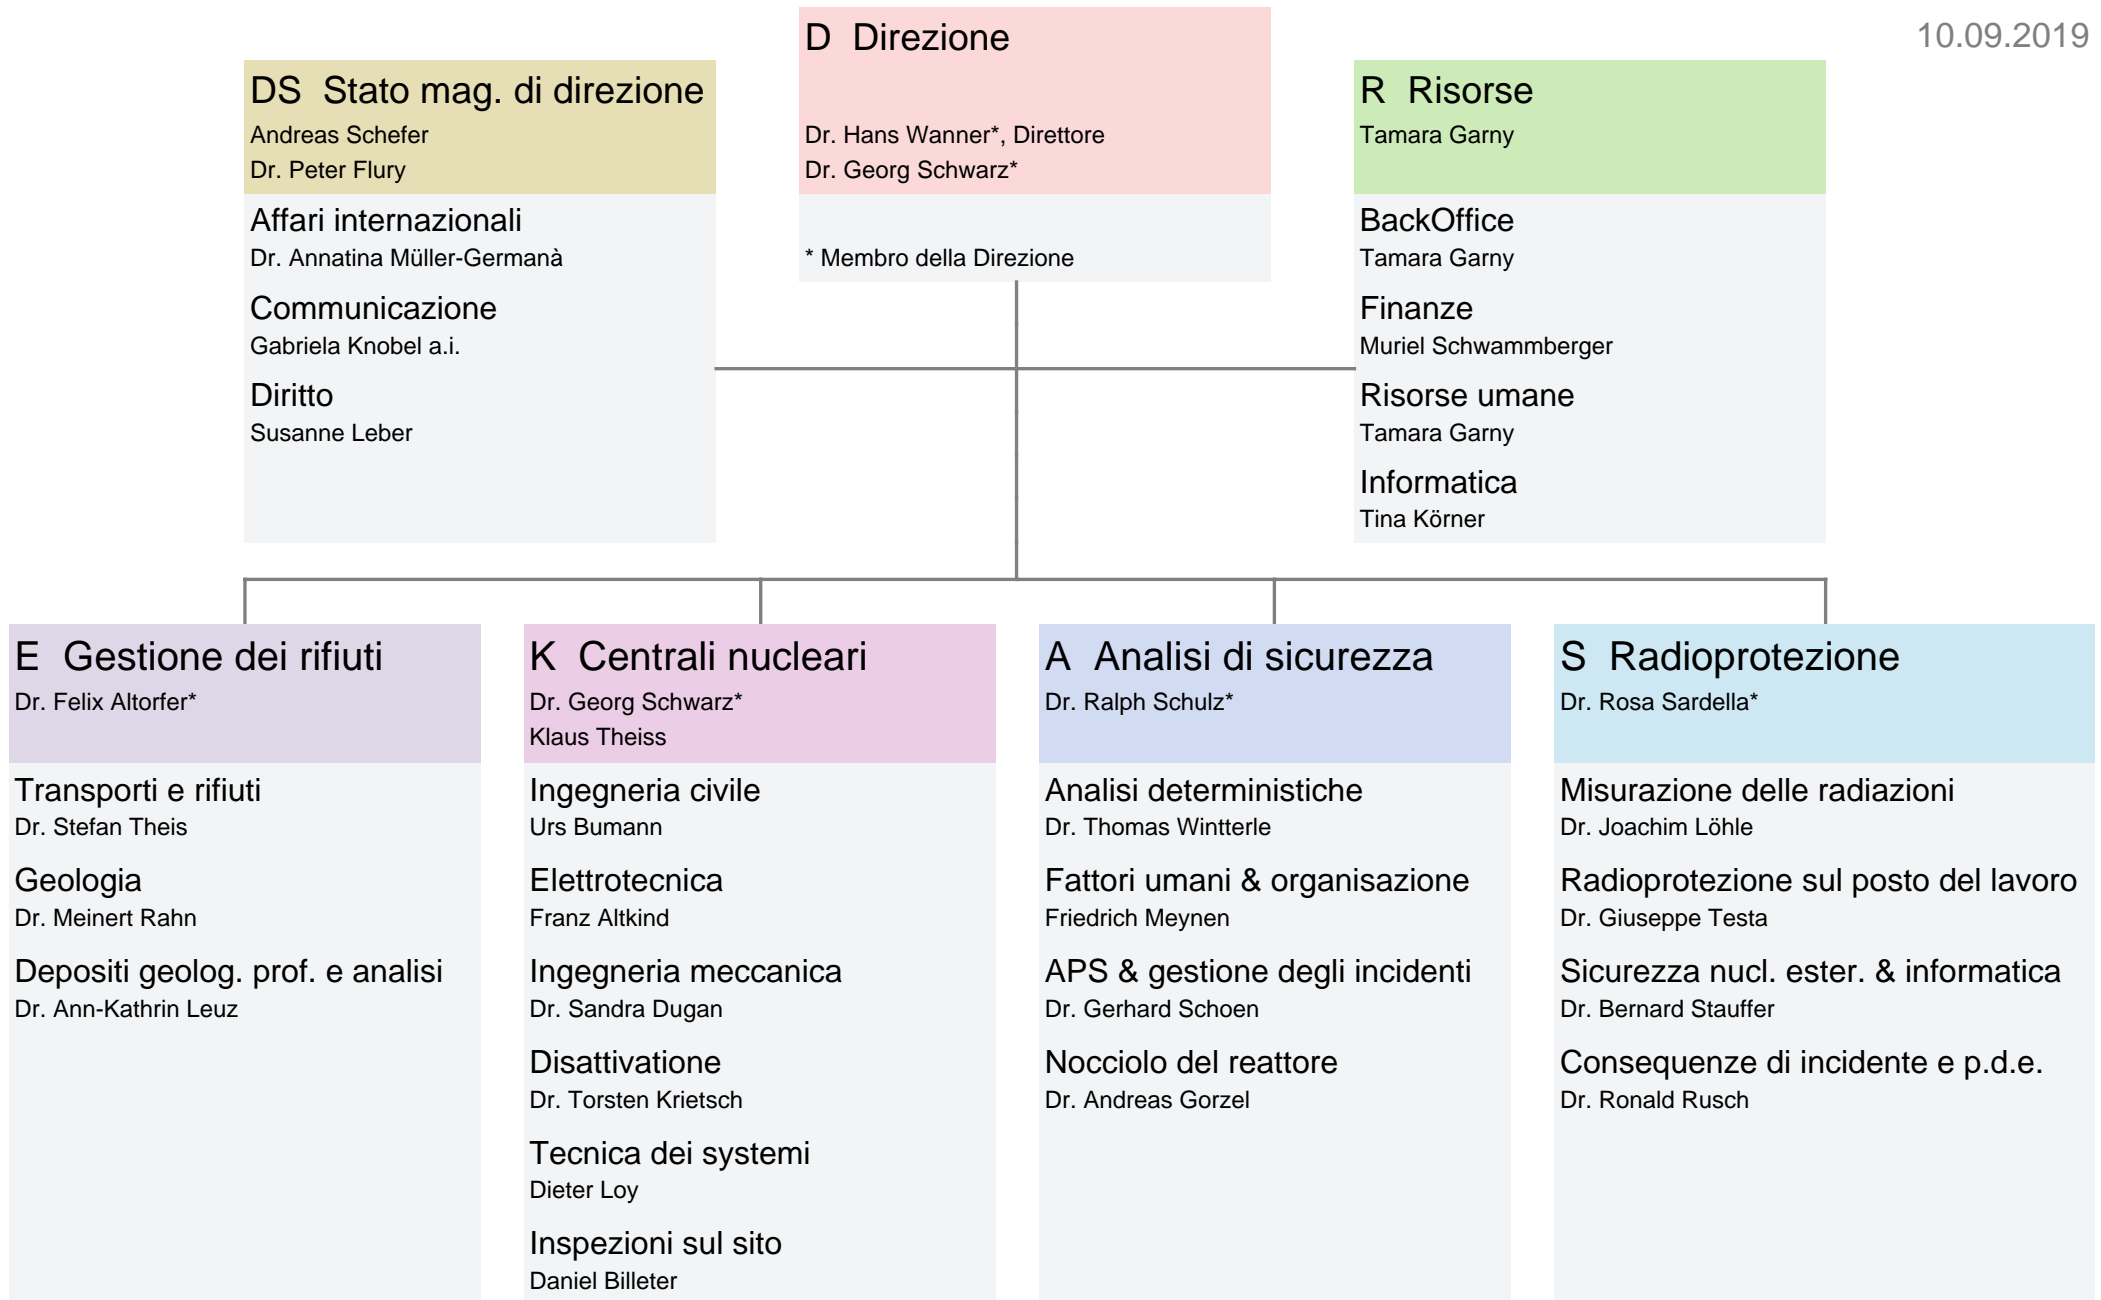 10.09.2019
D Direzione
Dr. Hans Wanner*, Direttore
Dr. Georg Schwarz*
* Membro della Direzione
DS Stato mag. di direzione
Andreas Schefer
Dr. Peter Flury
Affari internazionali
Dr. Annatina Müller-Germanà
Communicazione
Gabriela Knobel a.i.
Diritto
Susanne Leber
R Risorse
Tamara Garny
BackOffice
Tamara Garny
Finanze
Muriel Schwammberger
Risorse umane
Tamara Garny
Informatica
Tina Körner
E Gestione dei rifiuti
Dr. Felix Altorfer*
Transporti e rifiuti
Dr. Stefan Theis
Geologia
Dr. Meinert Rahn
Depositi geolog. prof. e analisi
Dr. Ann-Kathrin Leuz
K Centrali nucleari
Dr. Georg Schwarz*
Klaus Theiss
Ingegneria civile
Urs Bumann
Elettrotecnica
Franz Altkind
Ingegneria meccanica
Dr. Sandra Dugan
Disattivatione
Dr. Torsten Krietsch
Tecnica dei systemi
Dieter Loy
Inspezioni sul sito
Daniel Billeter
A Analisi di sicurezza
Dr. Ralph Schulz*
Analisi deterministiche
Dr. Thomas Wintterle
Fattori umani & organisazione
Friedrich Meynen
APS & gestione degli incidenti
Dr. Gerhard Schoen
Nocciolo del reattore
Dr. Andreas Gorzel
S Radioprotezione
Dr. Rosa Sardella*
Misurazione delle radiazioni
Dr. Joachim Löhle
Radioprotezione sul posto del lavoro
Dr. Giuseppe Testa
Sicurezza nucl. ester. & informatica
Dr. Bernard Stauffer
Consequenze di incidente e p.d.e.
Dr. Ronald Rusch